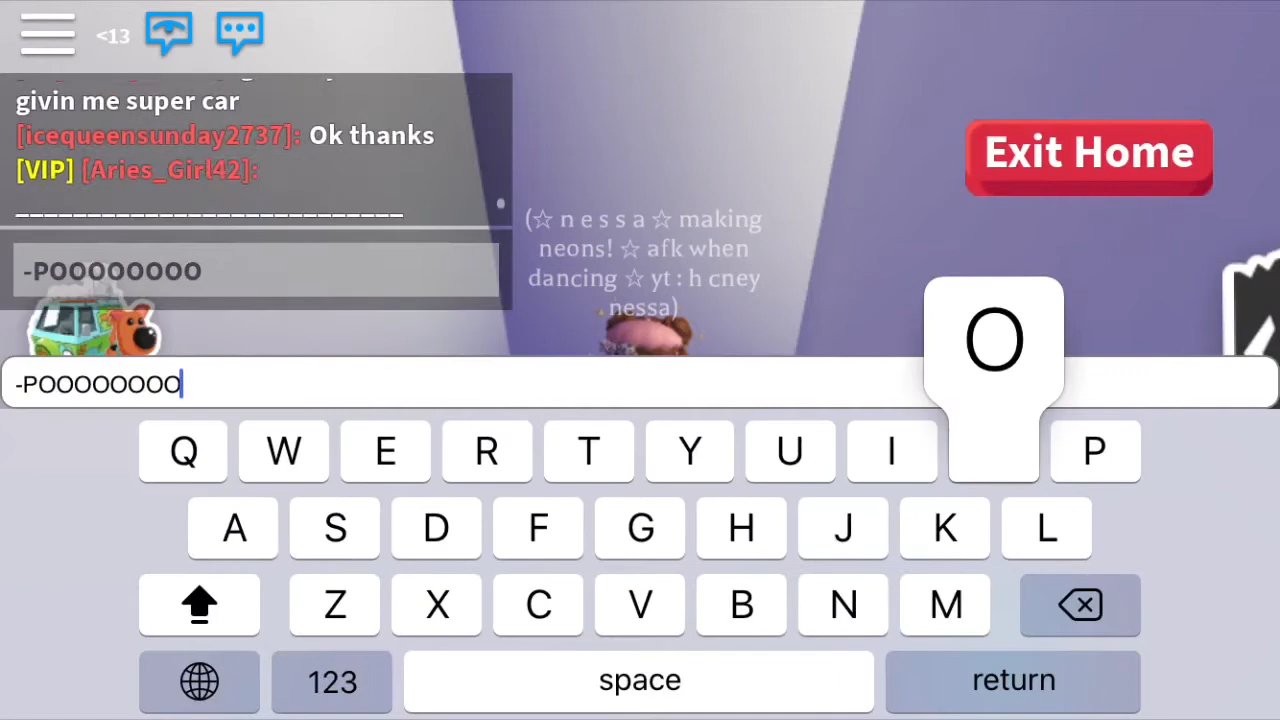 <13
givin me super car
[icequeensunday2737]: Ok thanks
[VIP] [Aries_Girl42]:
____________________________
-POOOOOOOO
Exit Home
(☆ n e s s a ☆ making
neons! ☆ afk when
dancing ☆ yt : h cney
nessa)
-POOOOOOOO
O
Q W E R T Y U I P
A S D F G H J K L
Z X C V B N M
123 space return